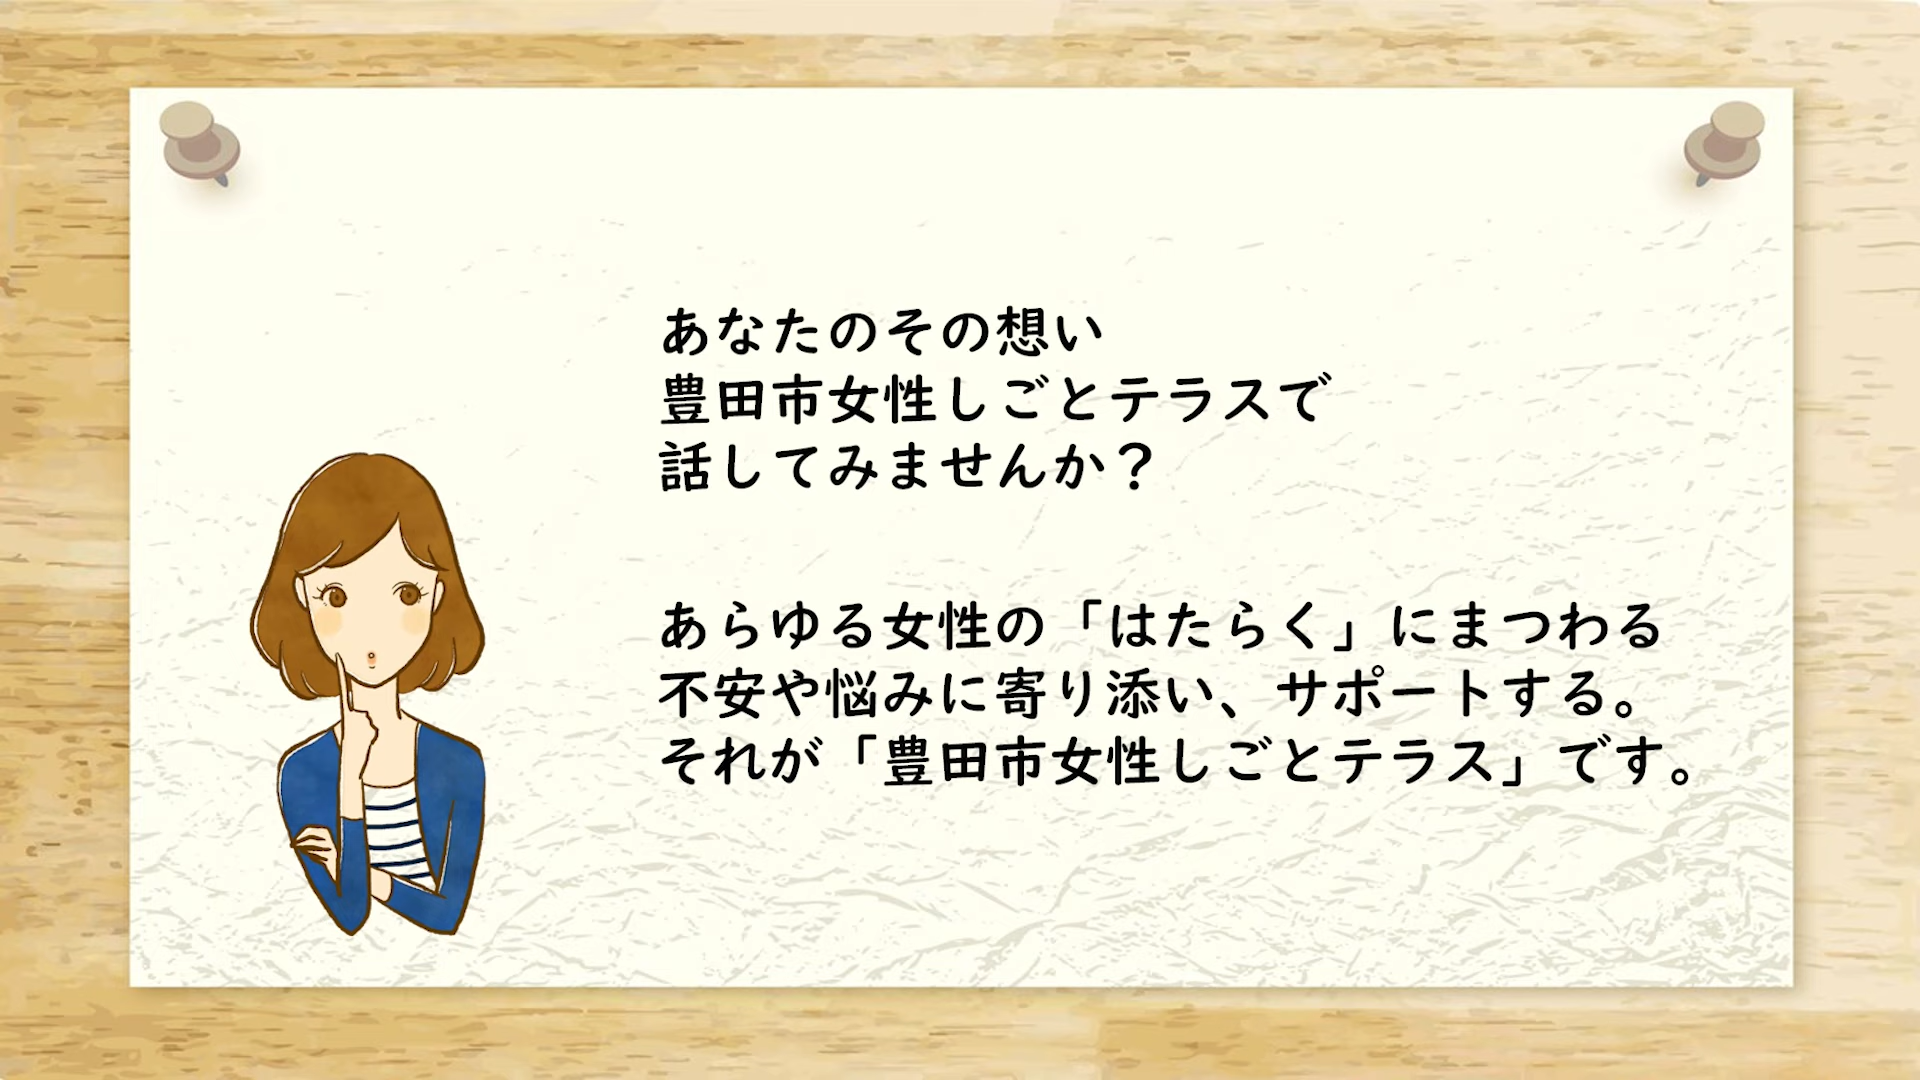 あなたのその想い
豊田市女性しごとテラスで
話してみませんか？
あらゆる女性の「はたらく」にまつわる
不安や悩みに寄り添い、サポートする。
それが「豊田市女性しごとテラス」です。